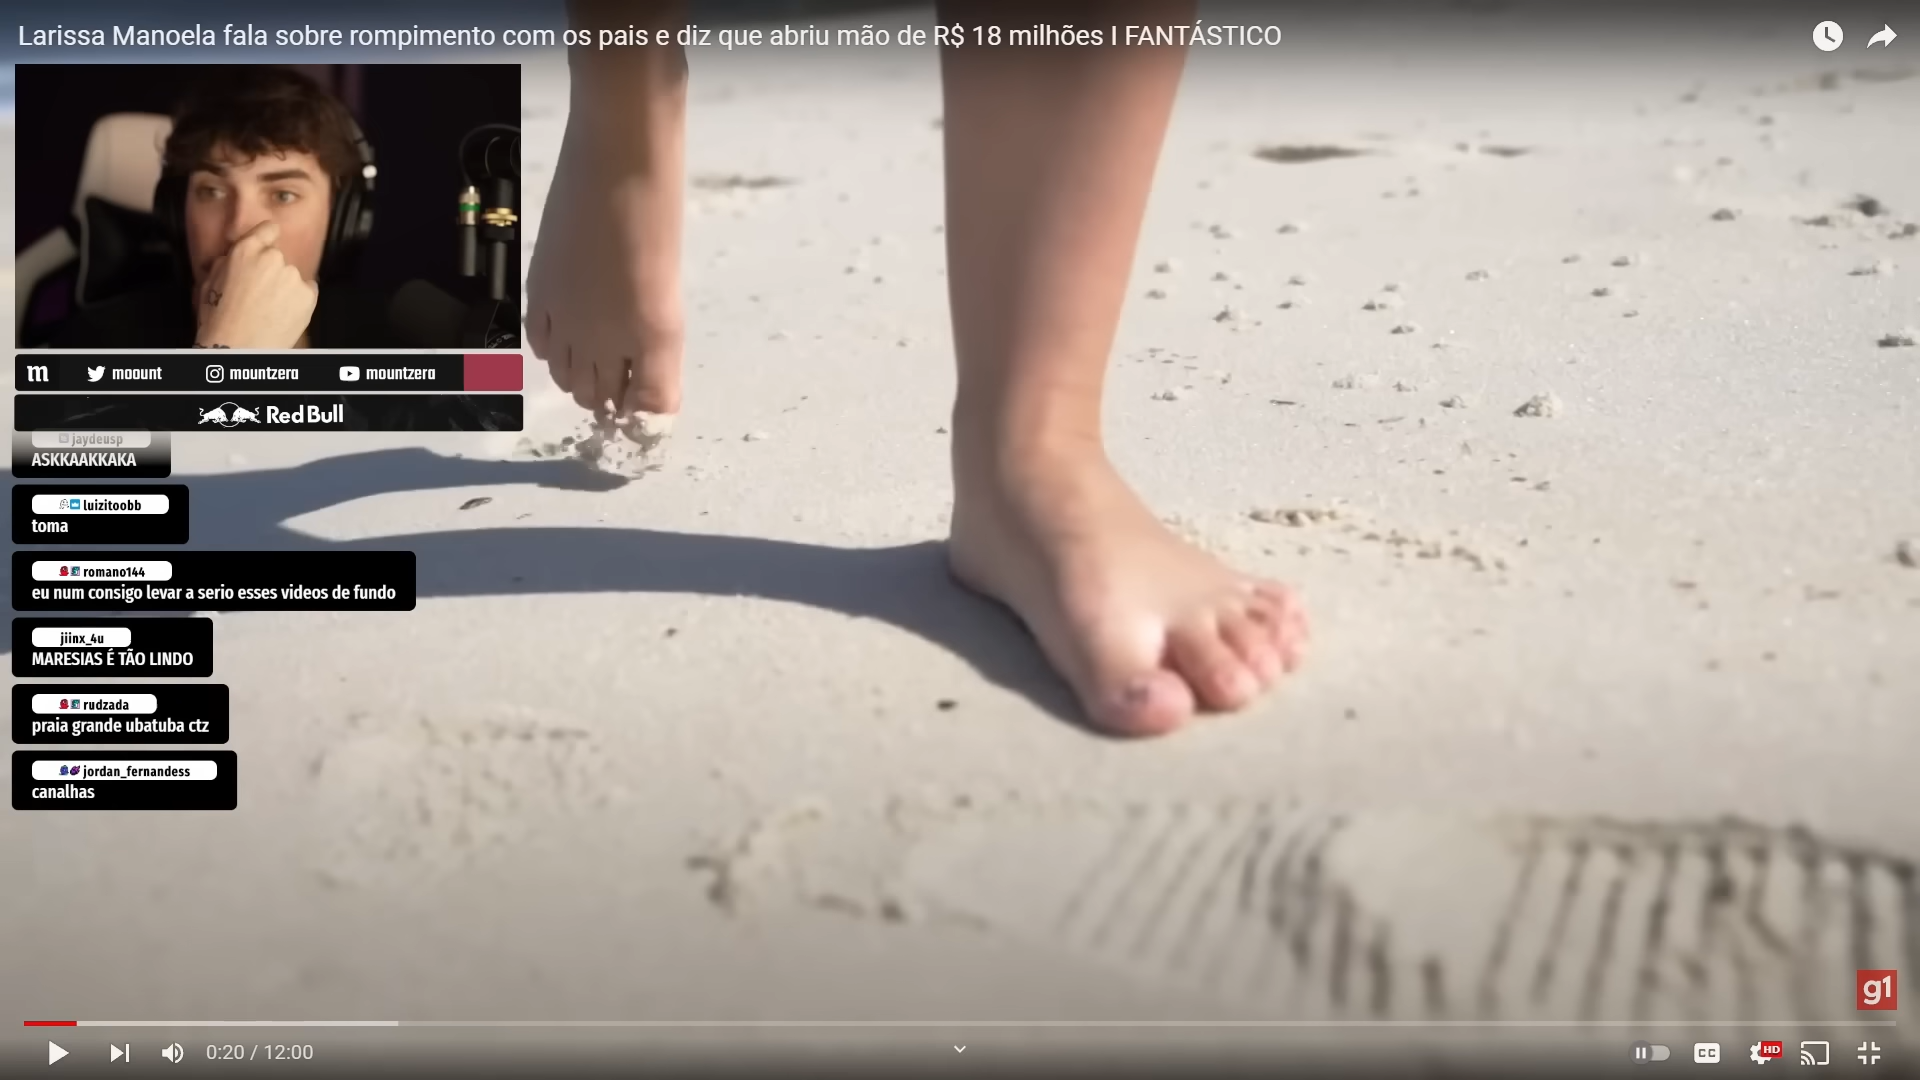 Larissa Manoela fala sobre rompimento com os pais e diz que abriu mão de R$ 18 milhões I FANTÁSTICO
m moount mountzera mountzera
Red Bull
jaydeusp
ASKKAAKKAKA
luizitoobb
toma
romano144
eu num consigo levar a serio esses videos de fundo
jiinx_4u
MARESIAS É TÃO LINDO
rudzada
praia grande ubatuba ctz
jordan_fernandess
canalhas
g1
0:20 / 12:00
CC HD